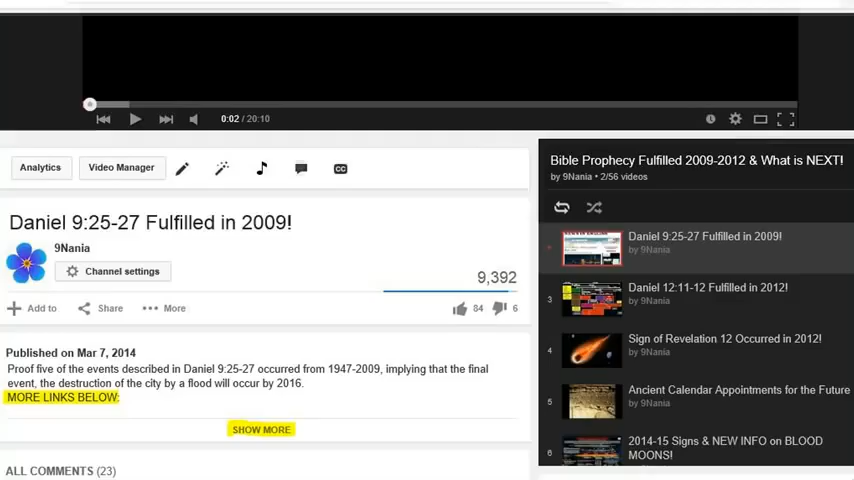 0:02 / 20:10
Analytics
Video Manager
CC
Daniel 9:25-27 Fulfilled in 2009!
9Nania
Channel settings
9,392
Add to
Share
More
84
6
Published on Mar 7, 2014
Proof five of the events described in Daniel 9:25-27 occurred from 1947-2009, implying that the final
event, the destruction of the city by a flood will occur by 2016.
MORE LINKS BELOW:
SHOW MORE
ALL COMMENTS (23)
Bible Prophecy Fulfilled 2009-2012 & What is NEXT!
by 9Nania • 2/56 videos
Daniel 9:25-27 Fulfilled in 2009!
by 9Nania
3
Daniel 12:11-12 Fulfilled in 2012!
by 9Nania
4
Sign of Revelation 12 Occurred in 2012!
by 9Nania
5
Ancient Calendar Appointments for the Future
by 9Nania
6
2014-15 Signs & NEW INFO on BLOOD
MOONS!